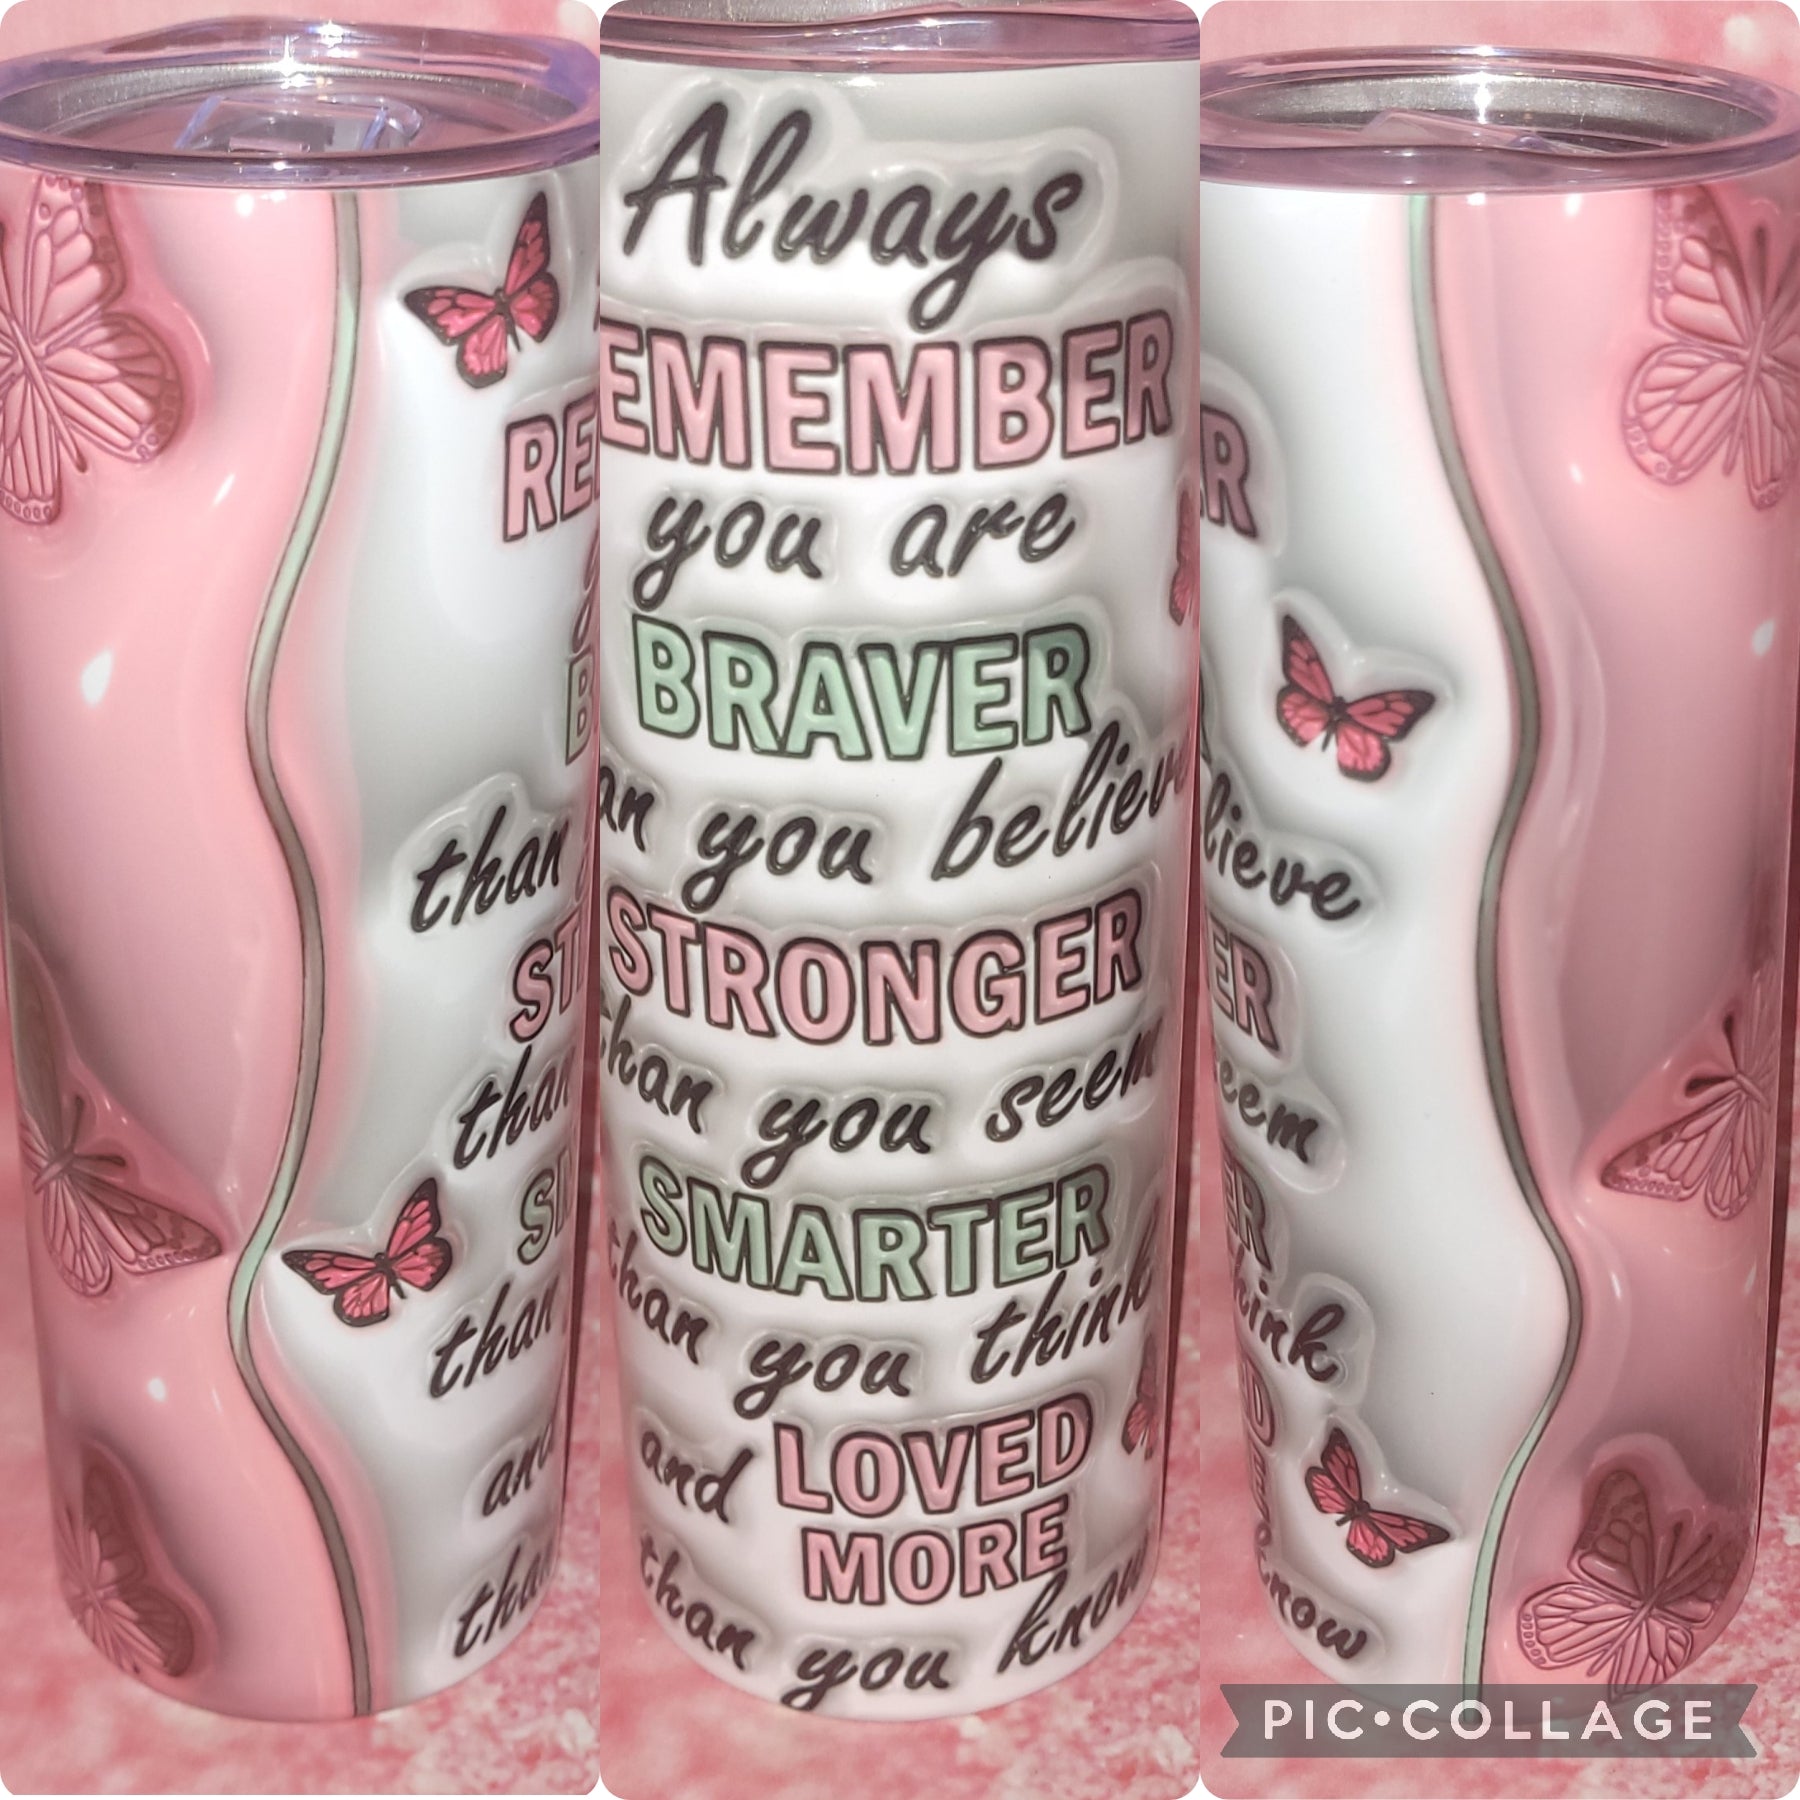 Always
REMEMBER
you are
BRAVER
than you believe
STRONGER
than you seem
SMARTER
than you think
and LOVED
MORE
than you know
PIC•COLLAGE